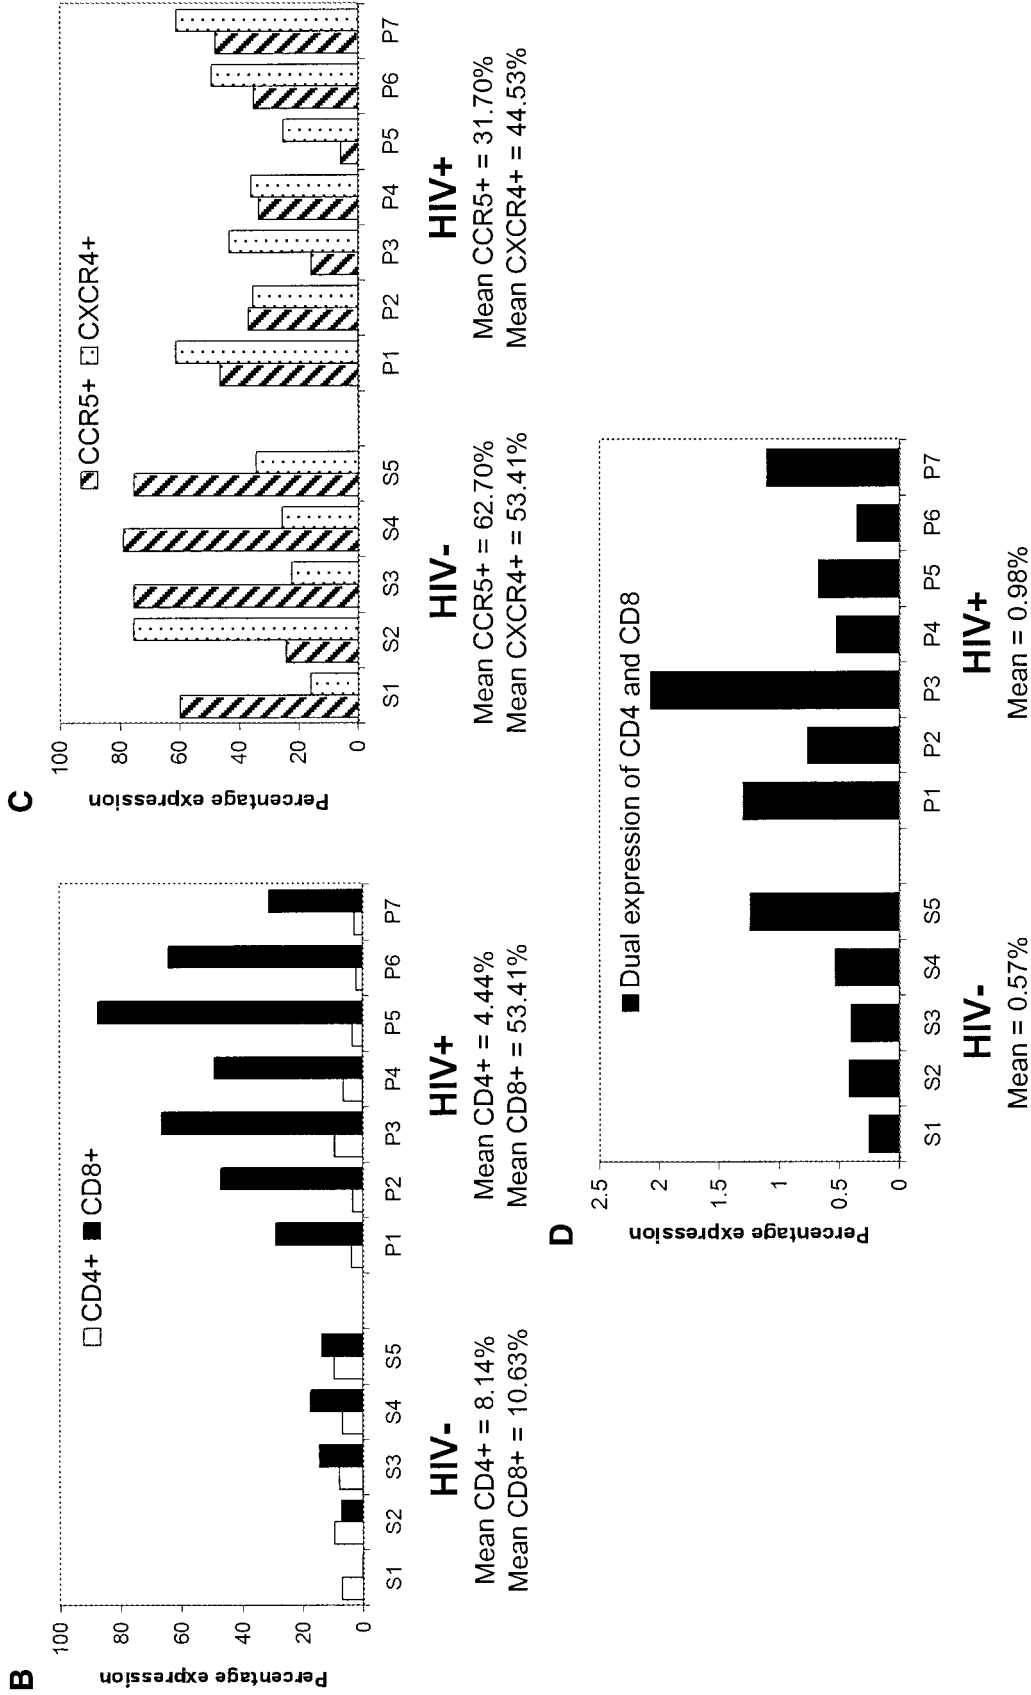 B
Percentage expression
100
80
60
40
20
0
CD4+ CD8+
S1 S2 S3 S4 S5 P1 P2 P3 P4 P5 P6 P7
HIV- HIV+
Mean CD4+ = 8.14% Mean CD4+ = 4.44%
Mean CD8+ = 10.63% Mean CD8+ = 53.41%
C
Percentage expression
100
80
60
40
20
0
CCR5+ CXCR4+
S1 S2 S3 S4 S5 P1 P2 P3 P4 P5 P6 P7
HIV- HIV+
Mean CCR5+ = 62.70% Mean CCR5+ = 31.70%
Mean CXCR4+ = 53.41% Mean CXCR4+ = 44.53%
D
Percentage expression
2.5
2
1.5
1
0.5
0
Dual expression of CD4 and CD8
S1 S2 S3 S4 S5 P1 P2 P3 P4 P5 P6 P7
HIV- HIV+
Mean = 0.57% Mean = 0.98%